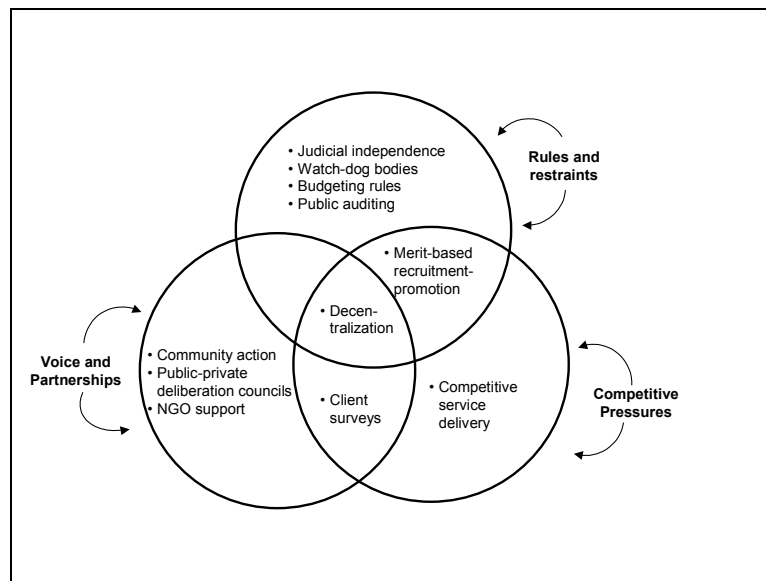 • Judicial independence
• Watch-dog bodies
• Budgeting rules
• Public auditing
Rules and
restraints
• Merit-based
recruitment-
promotion
• Decen-
tralization
Voice and
Partnerships
• Community action
• Public-private
deliberation councils
• NGO support
• Client
surveys
• Competitive
service
delivery
Competitive
Pressures